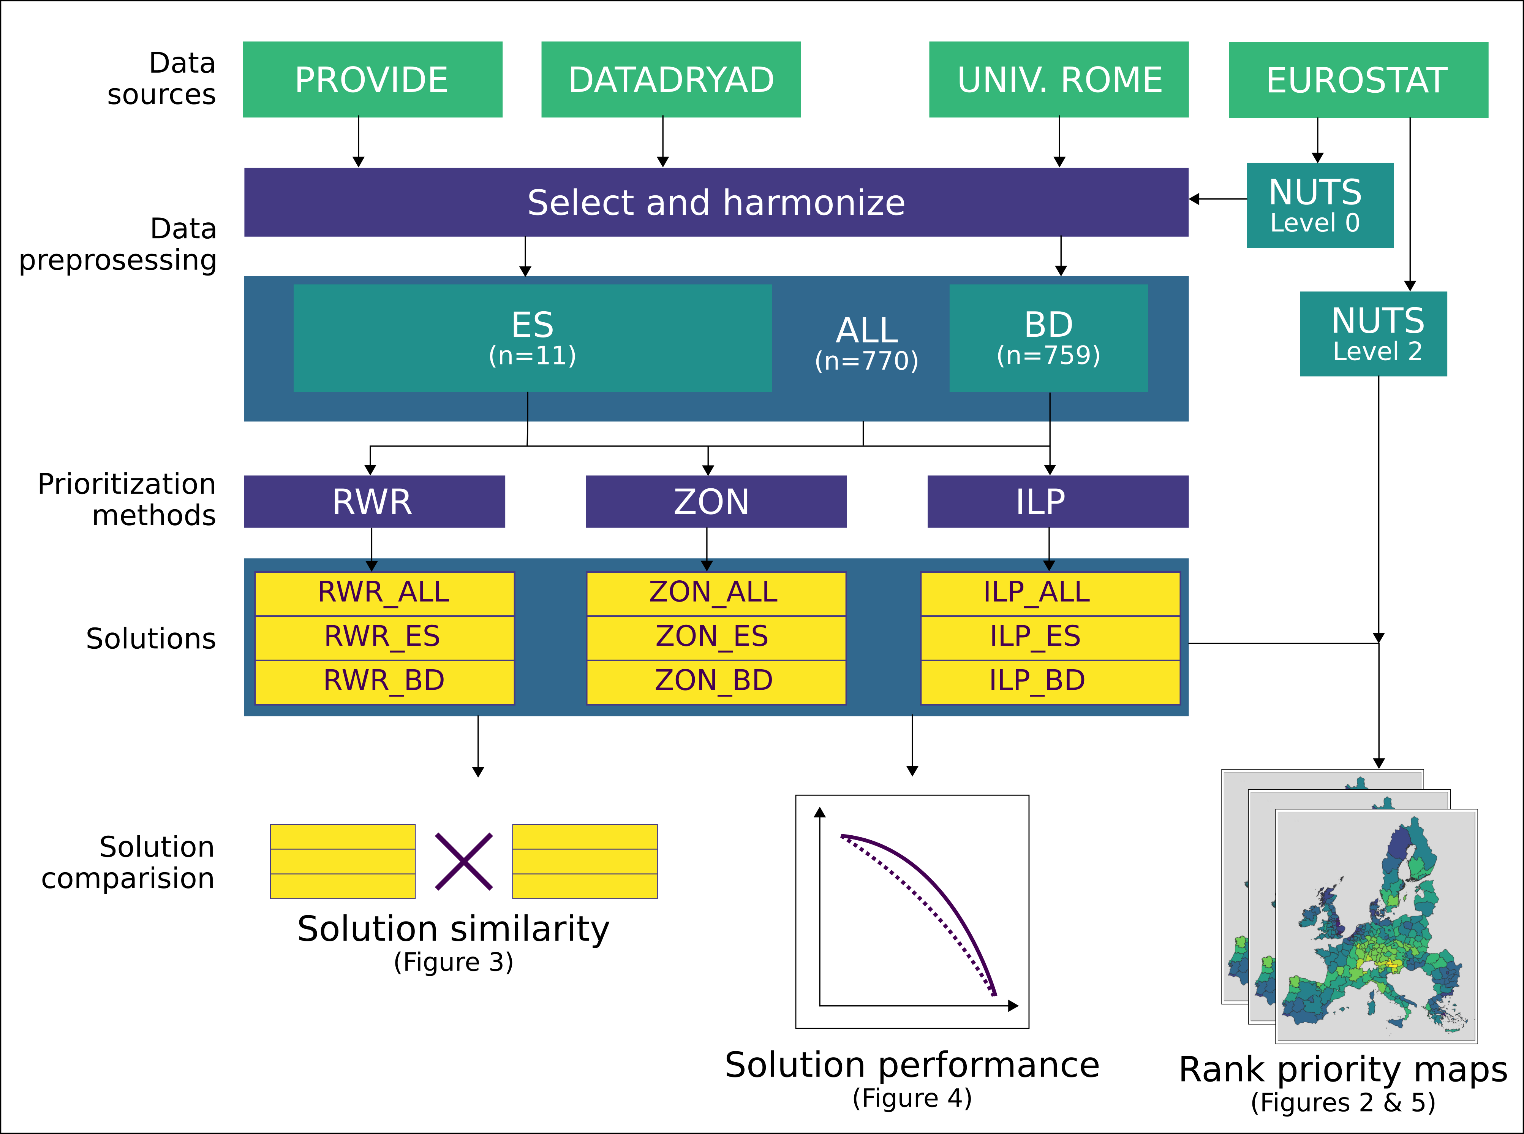 Data
sources
PROVIDE
DATADRYAD
UNIV. ROME
EUROSTAT
Data
preprosessing
Select and harmonize
NUTS
Level 0
ES
(n=11)
ALL
(n=770)
BD
(n=759)
NUTS
Level 2
Prioritization
methods
RWR
ZON
ILP
Solutions
RWR_ALL
RWR_ES
RWR_BD
ZON_ALL
ZON_ES
ZON_BD
ILP_ALL
ILP_ES
ILP_BD
Solution
comparision
Solution similarity
(Figure 3)
Solution performance
(Figure 4)
Rank priority maps
(Figures 2 & 5)